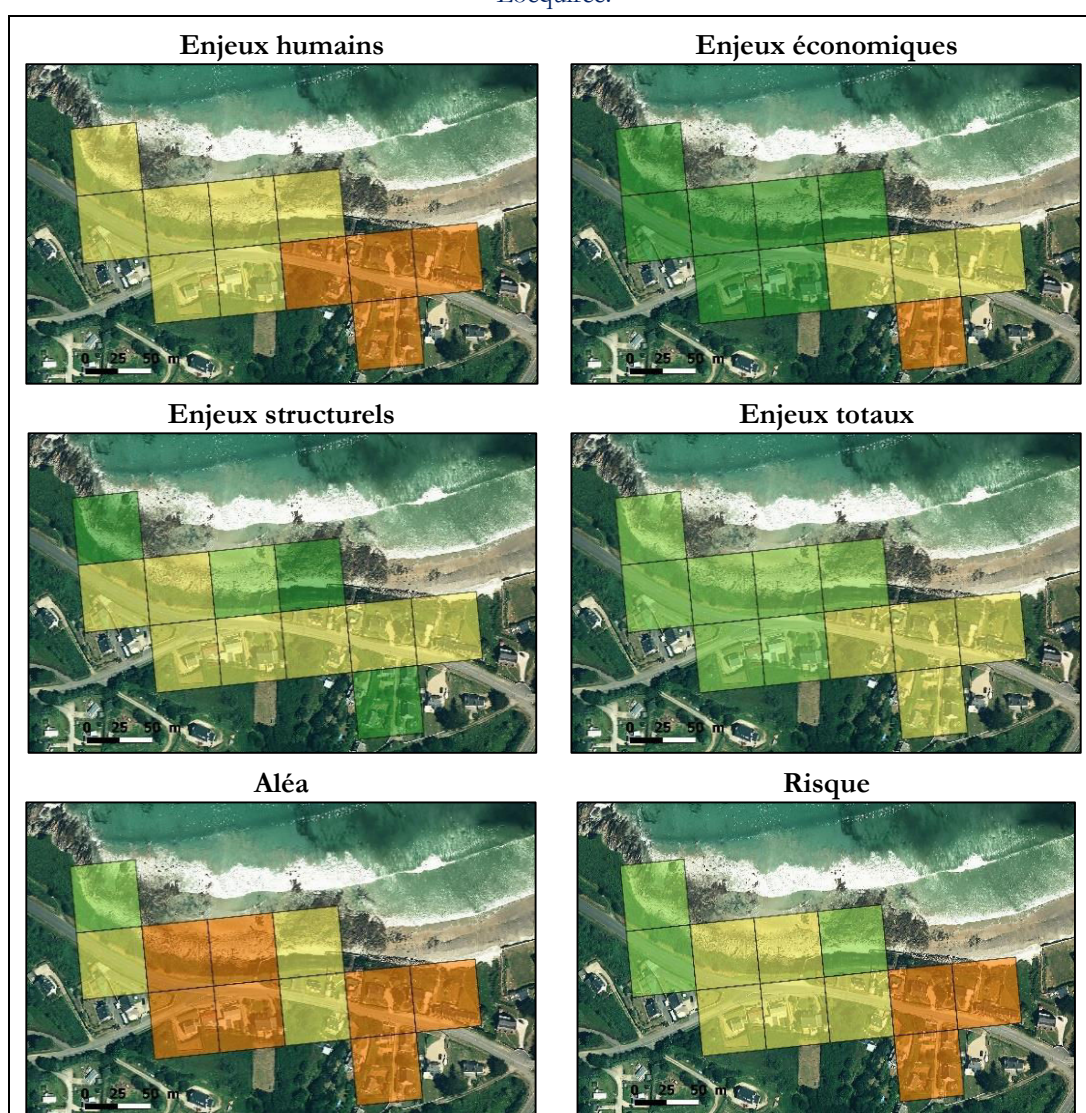 Locquirec.
Enjeux humains
Enjeux économiques
0 25 50 m
0 25 50 m
Enjeux structurels
Enjeux totaux
0 25 50 m
0 25 50 m
Aléa
Risque
0 25 50 m
0 25 50 m